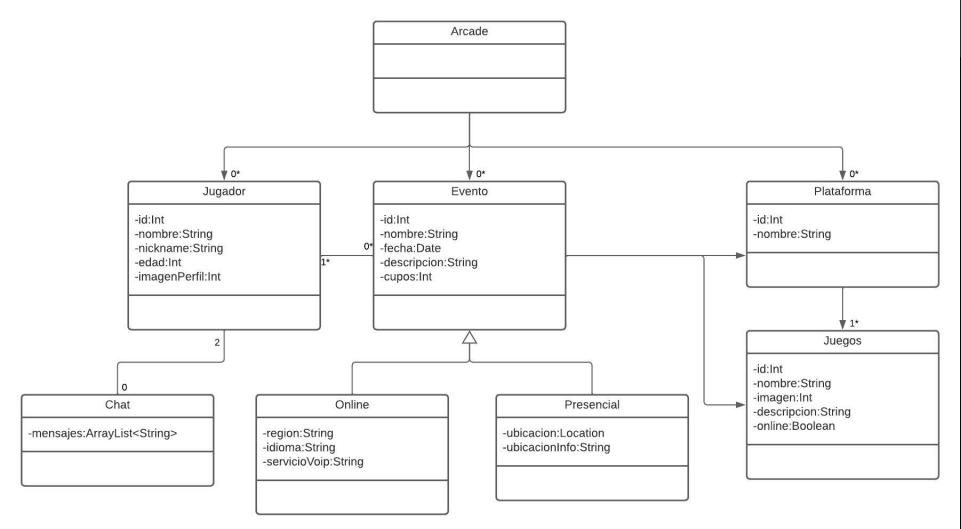 Arcade
0*
0*
0*
Jugador
-id:Int
-nombre:String
-nickname:String
-edad:Int
-imagenPerfil:Int
1*
0*
Evento
-id:Int
-nombre:String
-fecha:Date
-descripcion:String
-cupos:Int
Plataforma
-id:Int
-nombre:String
1*
Juegos
-id:Int
-nombre:String
-imagen:Int
-descripcion:String
-online:Boolean
2
0
Chat
-mensajes:ArrayList<String>
Online
-region:String
-idioma:String
-servicioVoip:String
Presencial
-ubicacion:Location
-ubicacionInfo:String